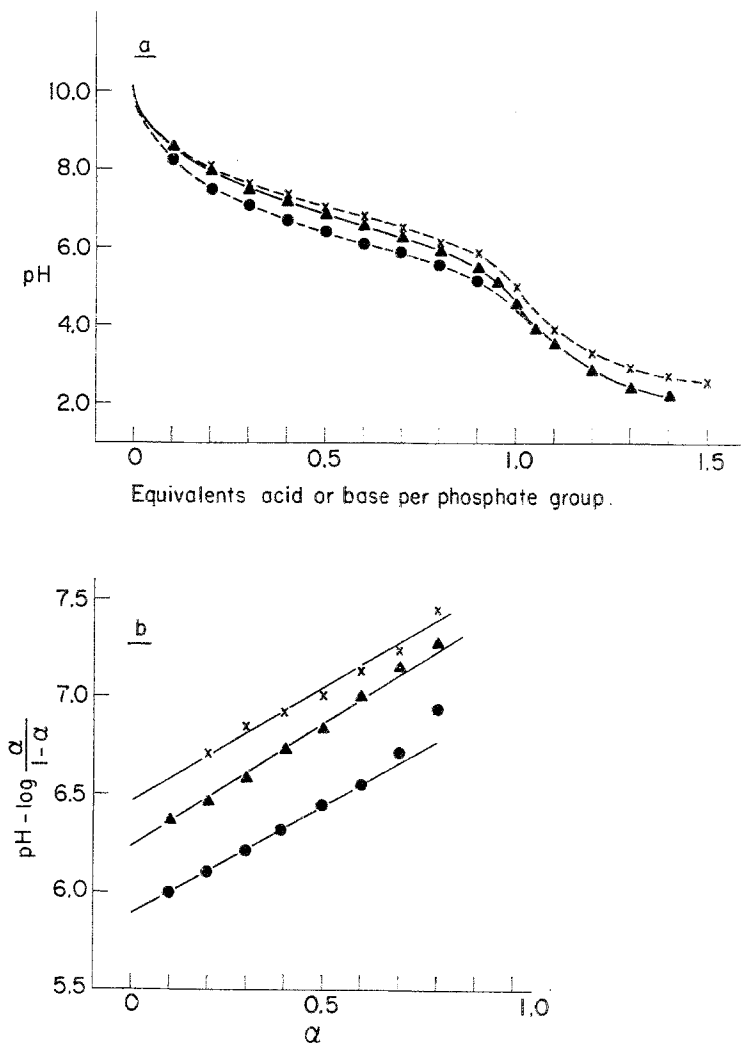 a
10.0
8.0
6.0
pH
4.0
2.0
0 0.5 1.0 1.5
Equivalents acid or base per phosphate group.
7.5
b
7.0
6.5
6.0
5.5
pH - log α/1-α
0 0.5 1.0
α